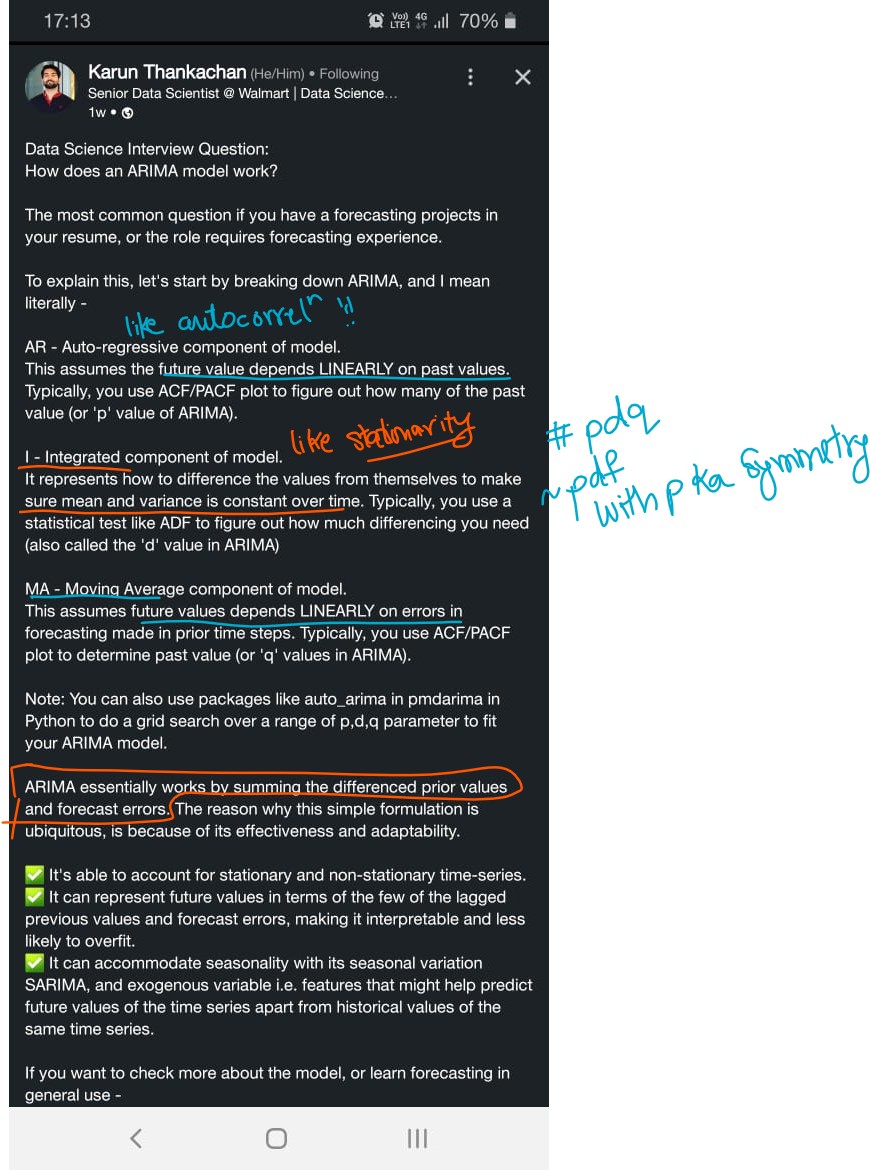 17:13 Vo)) LTE1 4G 70%
Karun Thankachan (He/Him) • Following
Senior Data Scientist @ Walmart | Data Science...
1w •
Data Science Interview Question:
How does an ARIMA model work?
The most common question if you have a forecasting projects in
your resume, or the role requires forecasting experience.
To explain this, let's start by breaking down ARIMA, and I mean
literally -
like autocorrelⁿ !!
AR - Auto-regressive component of model.
This assumes the future value depends LINEARLY on past values.
Typically, you use ACF/PACF plot to figure out how many of the past
value (or 'p' value of ARIMA).
like stationarity
I - Integrated component of model.
It represents how to difference the values from themselves to make
sure mean and variance is constant over time. Typically, you use a
statistical test like ADF to figure out how much differencing you need
(also called the 'd' value in ARIMA)
# pdq
~ pdf
with p ka symmetry
MA - Moving Average component of model.
This assumes future values depends LINEARLY on errors in
forecasting made in prior time steps. Typically, you use ACF/PACF
plot to determine past value (or 'q' values in ARIMA).
Note: You can also use packages like auto_arima in pmdarima in
Python to do a grid search over a range of p,d,q parameter to fit
your ARIMA model.
ARIMA essentially works by summing the differenced prior values
and forecast errors. The reason why this simple formulation is
ubiquitous, is because of its effectiveness and adaptability.
✅ It's able to account for stationary and non-stationary time-series.
✅ It can represent future values in terms of the few of the lagged
previous values and forecast errors, making it interpretable and less
likely to overfit.
✅ It can accommodate seasonality with its seasonal variation
SARIMA, and exogenous variable i.e. features that might help predict
future values of the time series apart from historical values of the
same time series.
If you want to check more about the model, or learn forecasting in
general use -